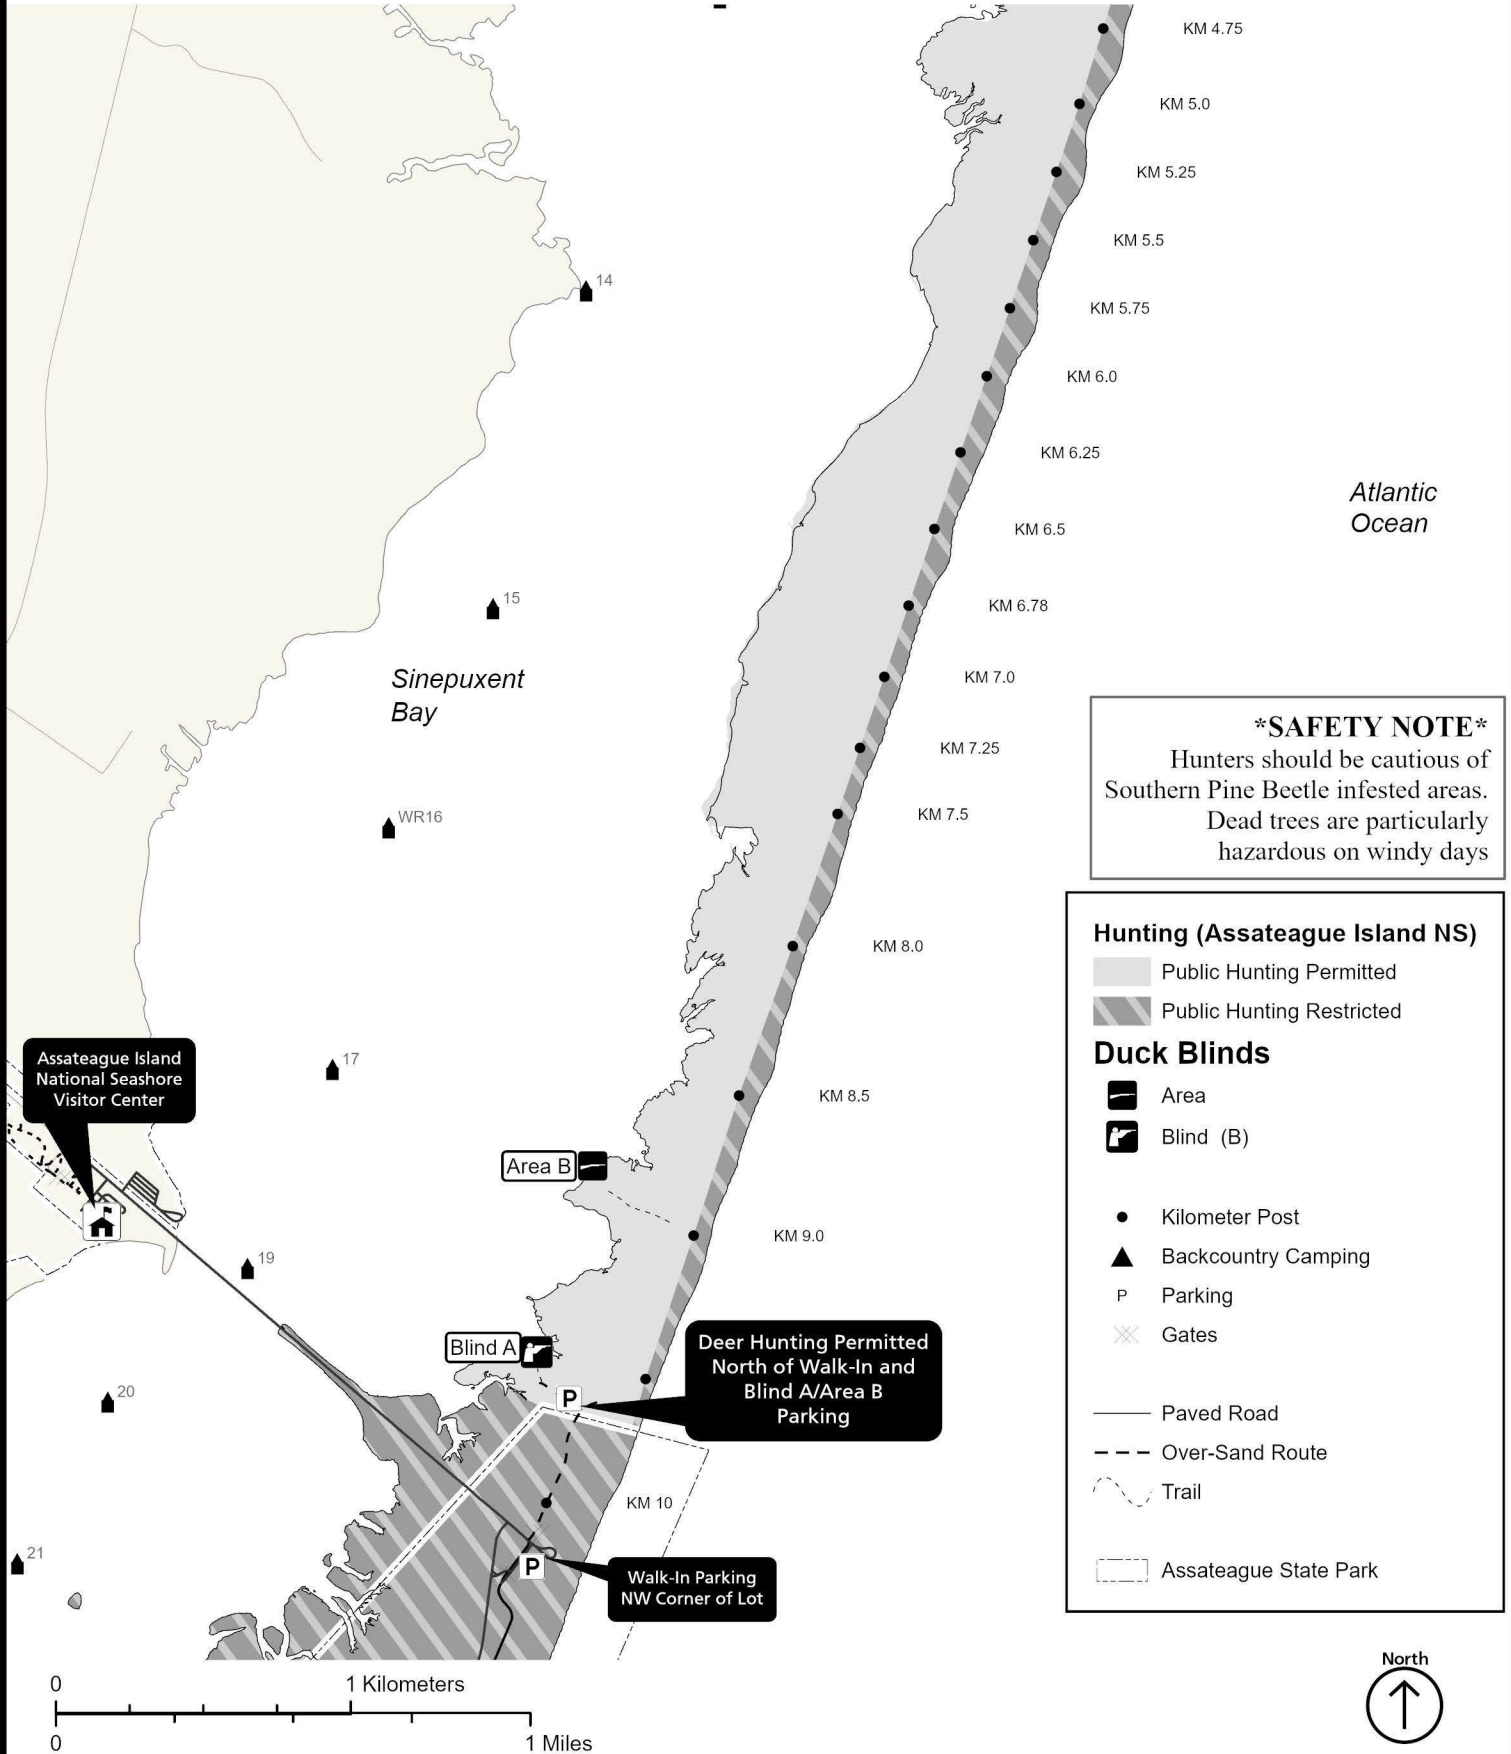 KM 4.75
KM 5.0
KM 5.25
KM 5.5
14
KM 5.75
KM 6.0
KM 6.25
Atlantic
Ocean
KM 6.5
15
KM 6.78
Sinepuxent
Bay
KM 7.0
*SAFETY NOTE*
Hunters should be cautious of
Southern Pine Beetle infested areas.
Dead trees are particularly
hazardous on windy days
KM 7.25
WR16
KM 7.5
Hunting (Assateague Island NS)
Public Hunting Permitted
Public Hunting Restricted
Duck Blinds
Area
Blind (B)
Kilometer Post
Backcountry Camping
P Parking
Gates
Paved Road
Over-Sand Route
Trail
Assateague State Park
KM 8.0
Assateague Island
National Seashore
Visitor Center
17
KM 8.5
Area B
KM 9.0
19
Blind A
Deer Hunting Permitted
North of Walk-In and
Blind A/Area B
Parking
P
20
KM 10
21
P
Walk-In Parking
NW Corner of Lot
0 1 Kilometers
0 1 Miles
North